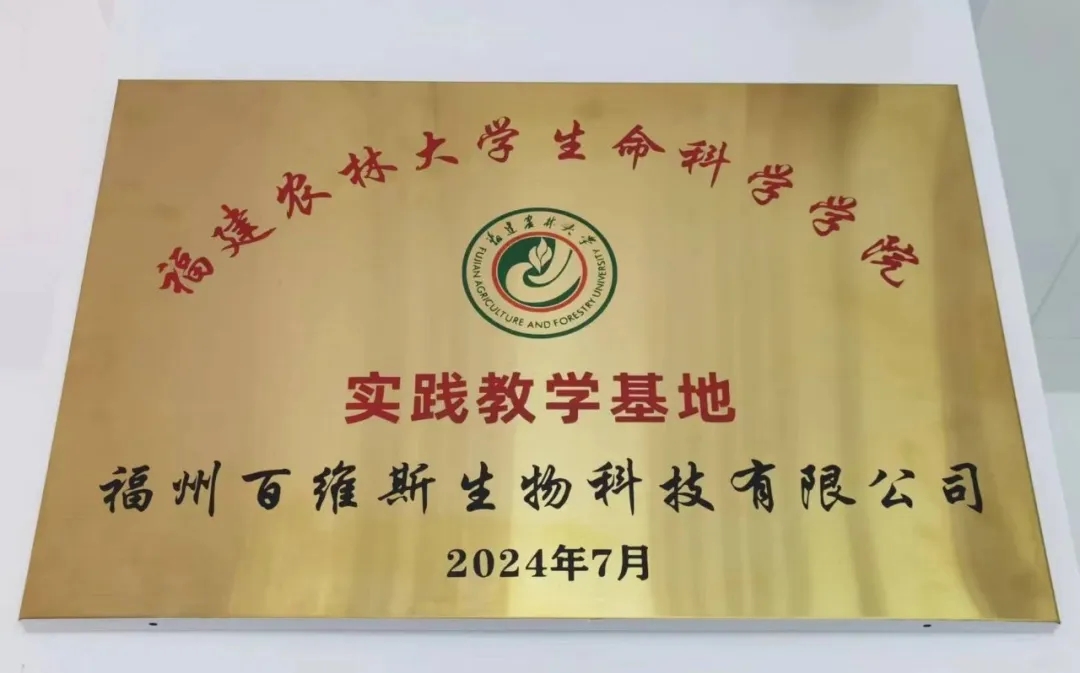 福建农林大学生命科学学院
福建农林大学
FUJIAN AGRICULTURE AND FORESTRY UNIVERSITY
实践教学基地
福州百维斯生物科技有限公司
2024年7月